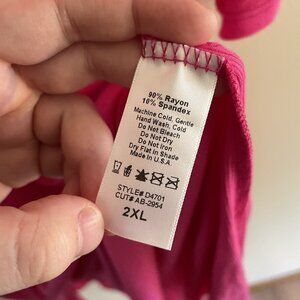 90% Rayon
10% Spandex
Machine Cold, Gentle
Hand Wash, Cold
Do Not Bleach
Do Not Dry
Do Not Iron
Dry Flat In Shade
Made In U.S.A.
STYLE# D4701
CUT# AB-2954
2XL